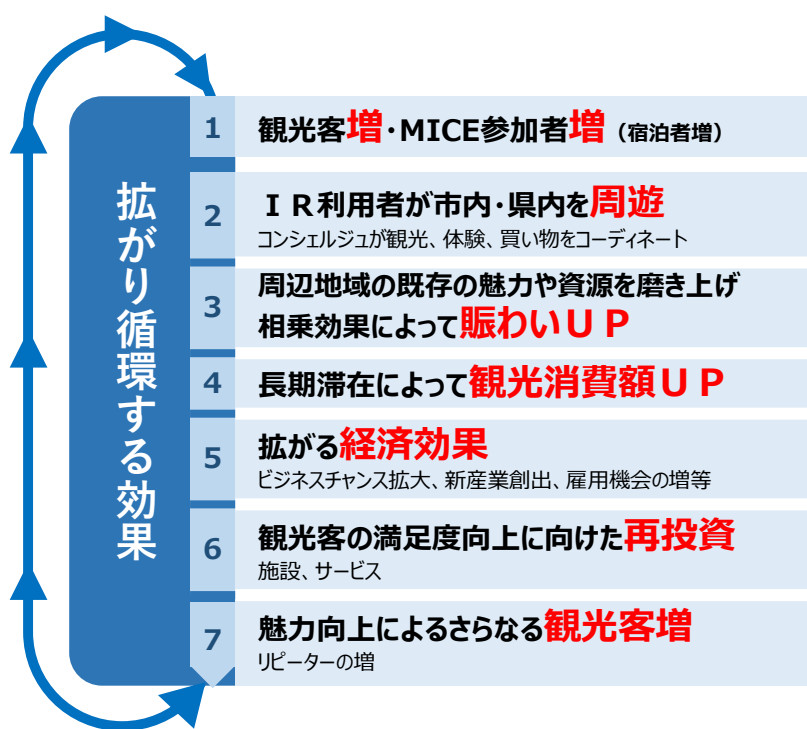 拡がり循環する効果
1
観光客増・MICE参加者増（宿泊者増）
2
ＩＲ利用者が市内・県内を周遊
コンシェルジュが観光、体験、買い物をコーディネート
3
周辺地域の既存の魅力や資源を磨き上げ
相乗効果によって賑わいＵＰ
4
長期滞在によって観光消費額ＵＰ
5
拡がる経済効果
ビジネスチャンス拡大、新産業創出、雇用機会の増等
6
観光客の満足度向上に向けた再投資
施設、サービス
7
魅力向上によるさらなる観光客増
リピーターの増